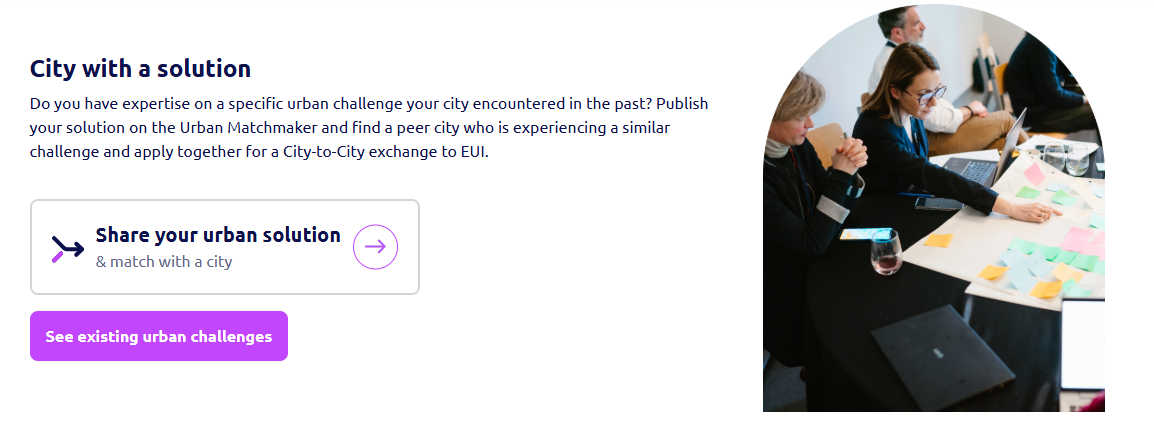 City with a solution
Do you have expertise on a specific urban challenge your city encountered in the past? Publish
your solution on the Urban Matchmaker and find a peer city who is experiencing a similar
challenge and apply together for a City-to-City exchange to EUI.
Share your urban solution
& match with a city
See existing urban challenges